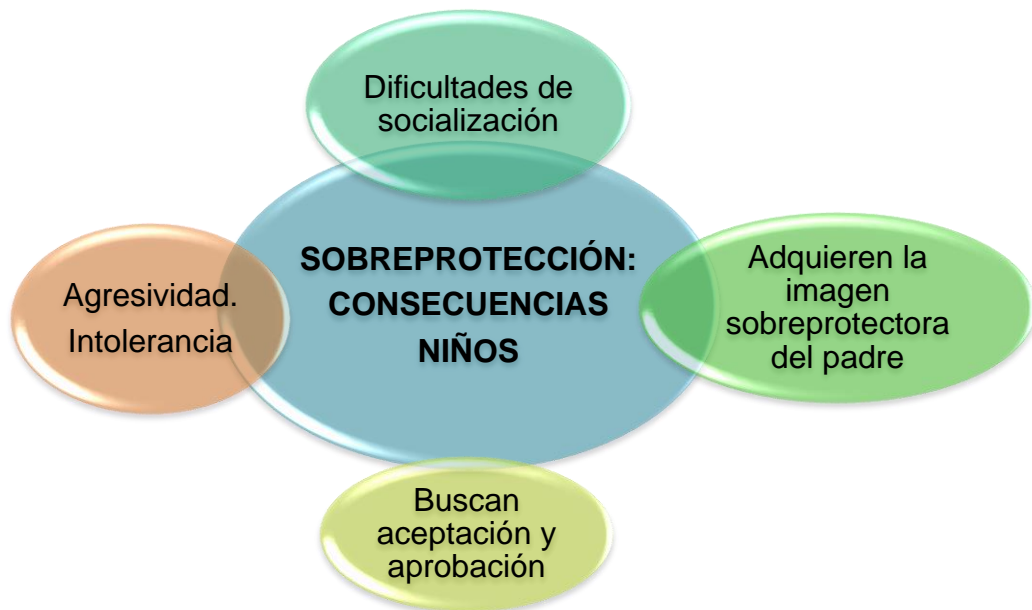 Dificultades de
socialización
SOBREPROTECCIÓN:
CONSECUENCIAS
NIÑOS
Agresividad.
Intolerancia
Adquieren la
imagen
sobreprotectora
del padre
Buscan
aceptación y
aprobación